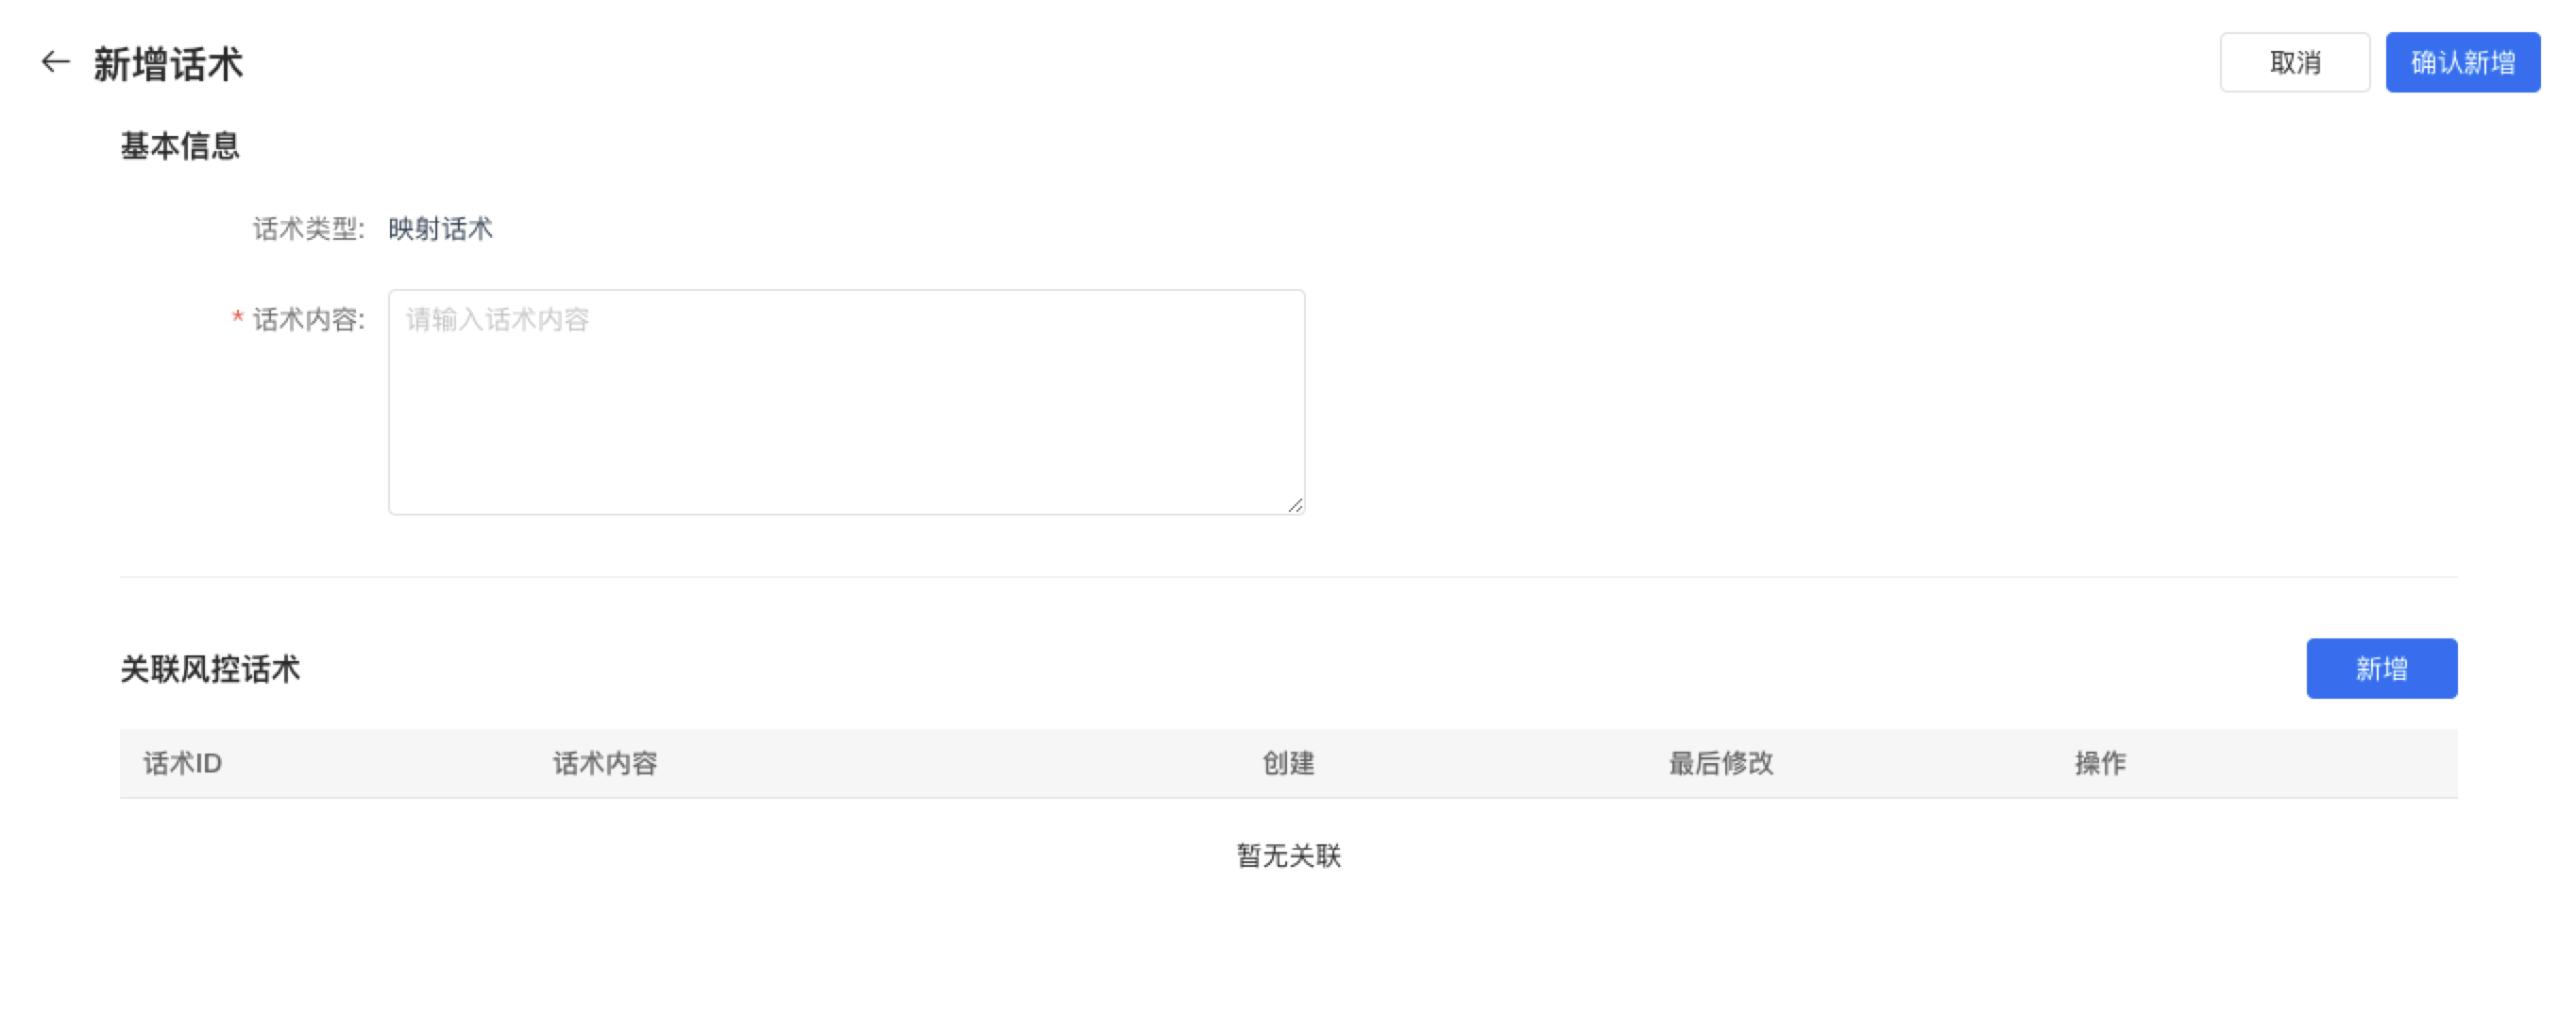 新增话术 取消 确认新增
基本信息
话术类型: 映射话术
* 话术内容: 请输入话术内容
关联风控话术 新增
话术ID 话术内容 创建 最后修改 操作
暂无关联